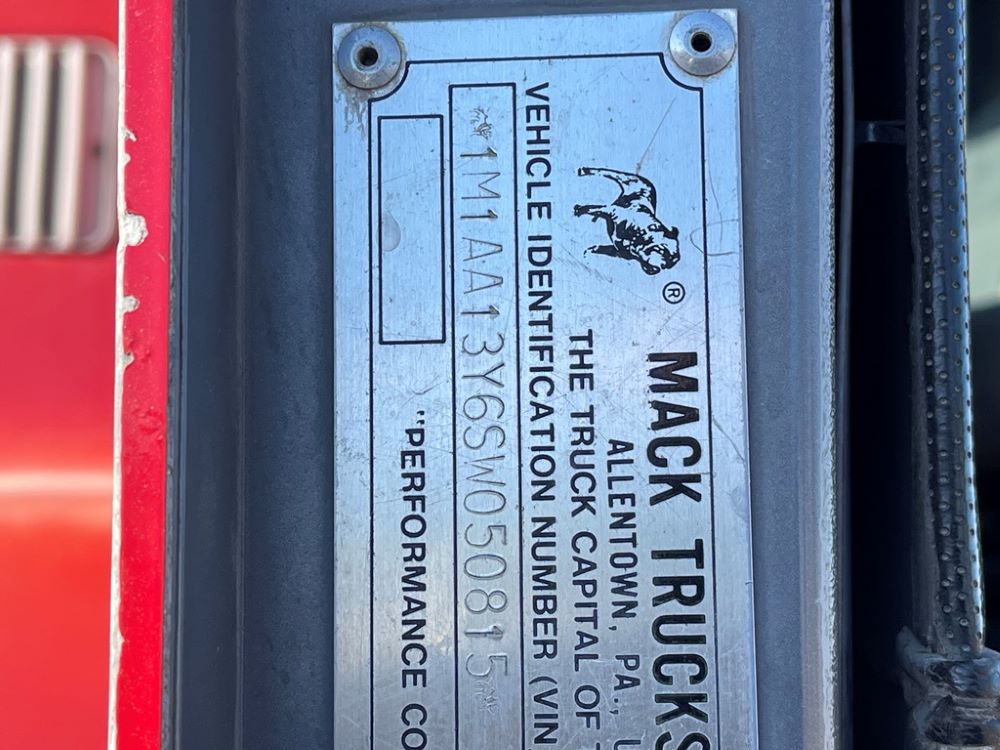 ® MACK TRUCKS
ALLENTOWN, PA.,
THE TRUCK CAPITAL OF
VEHICLE IDENTIFICATION NUMBER (VIN
1M1AA13Y6SW050815
"PERFORMANCE CO